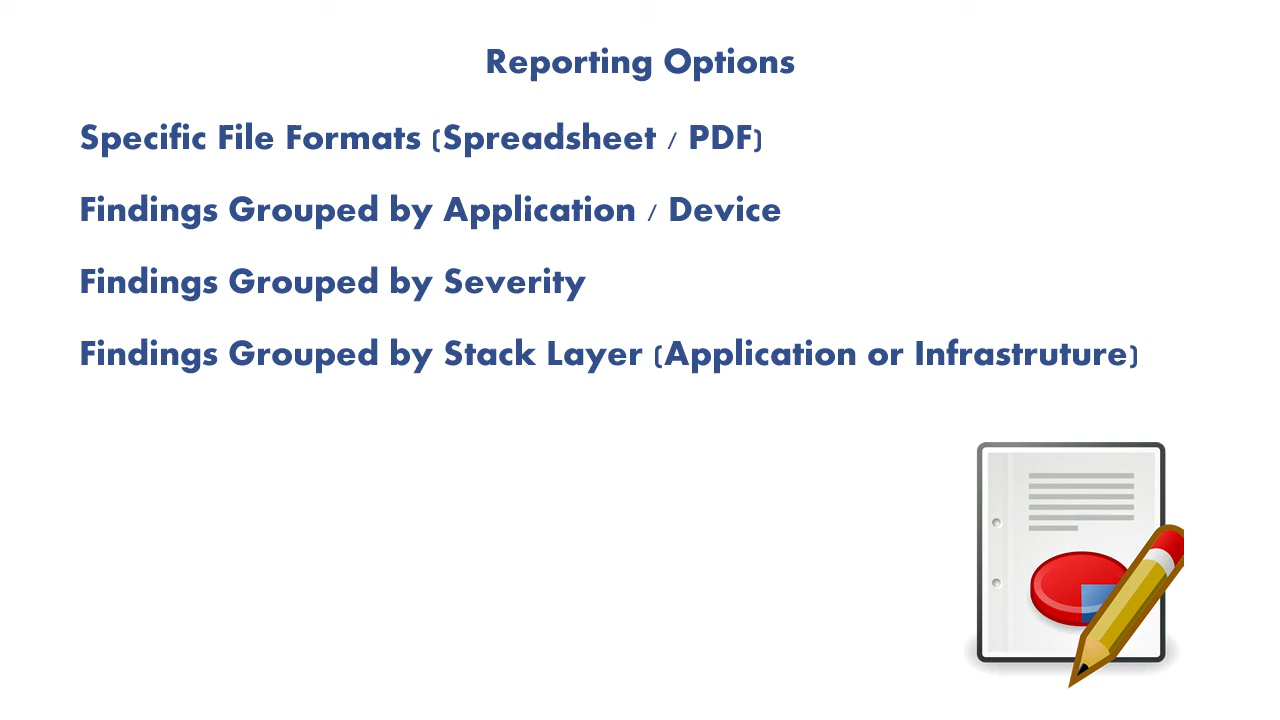 Reporting Options
Specific File Formats (Spreadsheet / PDF)
Findings Grouped by Application / Device
Findings Grouped by Severity
Findings Grouped by Stack Layer (Application or Infrastruture)